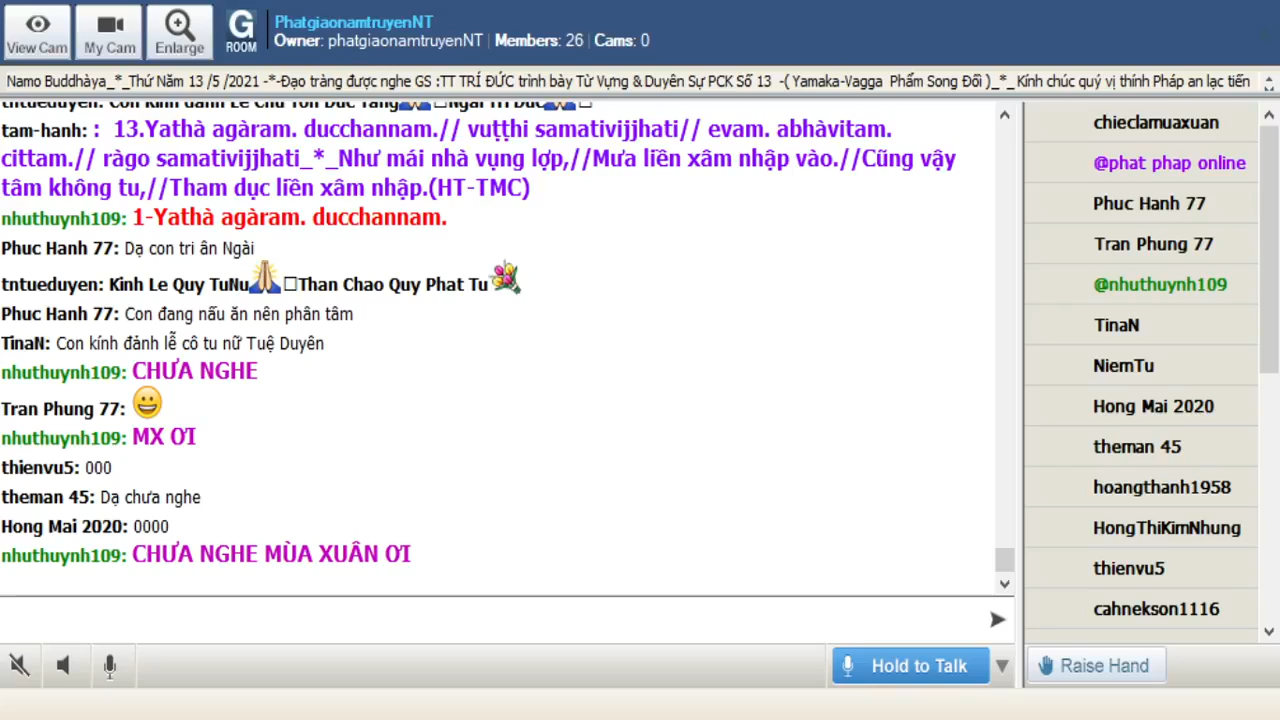 View Cam
My Cam
Enlarge
G
ROOM
PhatgiaonamtruyenNT
Owner: phatgiaonamtruyenNT | Members: 26 | Cams: 0
Namo Buddhàya_*_Thứ Năm 13 /5 /2021 -*-Đạo tràng được nghe GS :TT TRÍ ĐỨC trình bày Từ Vựng & Duyên Sự PCK Số 13 -( Yamaka-Vagga Phẩm Song Đối )_*_ Kính chúc quý vị thính Pháp an lạc tiến
tntueduyen: Con Kinh
tam-hanh: : 13.Yathà agàram. ducchannam.// vuṭṭhi samativijjhati// evam. abhàvitam.
cittam.// ràgo samativijjhati_*_Như mái nhà vụng lợp,//Mưa liền xâm nhập vào.//Cũng vậy
tâm không tu,//Tham dục liền xâm nhập.(HT-TMC)
nhuthuynh109: 1-Yathà agàram. ducchannam.
Phuc Hanh 77: Dạ con tri ân Ngài
tntueduyen: Kinh Le Quy TuNu🙏□Than Chao Quy Phat Tu💐
Phuc Hanh 77: Con đang nấu ăn nên phân tâm
TinaN: Con kính đảnh lễ cô tu nữ Tuệ Duyên
nhuthuynh109: CHƯA NGHE
Tran Phung 77: 😀
nhuthuynh109: MX ƠI
thienvu5: 000
theman 45: Dạ chưa nghe
Hong Mai 2020: 0000
nhuthuynh109: CHƯA NGHE MÙA XUÂN ƠI
chieclamuaxuan
@phat phap online
Phuc Hanh 77
Tran Phung 77
@nhuthuynh109
TinaN
NiemTu
Hong Mai 2020
theman 45
hoangthanh1958
HongThiKimNhung
thienvu5
cahnekson1116
Hold to Talk
Raise Hand